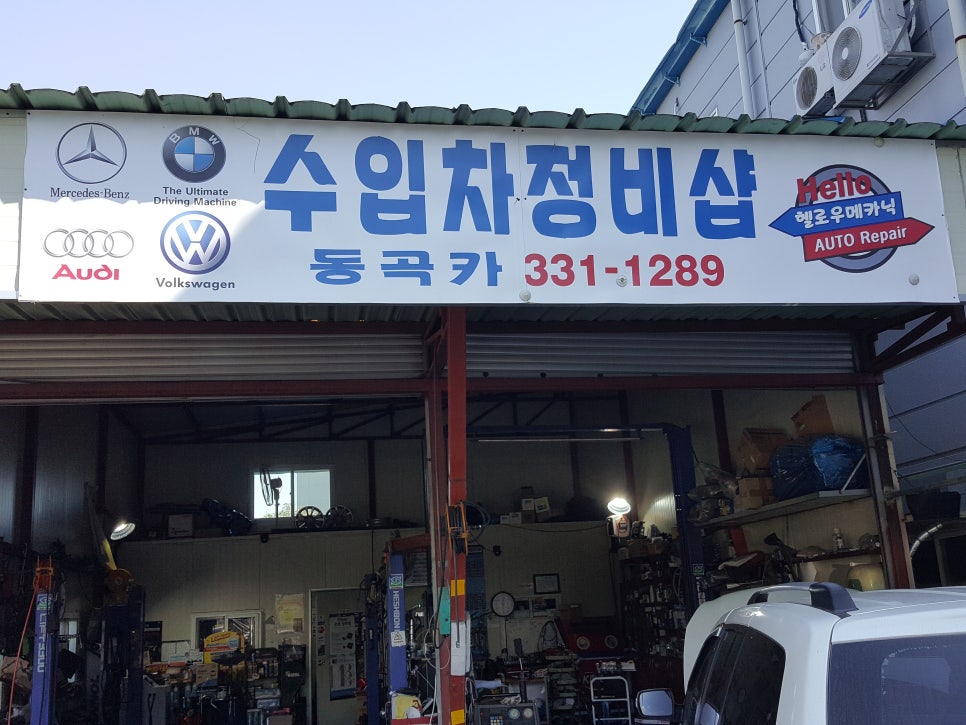 Mercedes-Benz
BMW
The Ultimate
Driving Machine
Audi
Volkswagen
수입차정비샵
동곡카 331-1289
Hello
헬로우메카닉
AUTO Repair
HESHBON